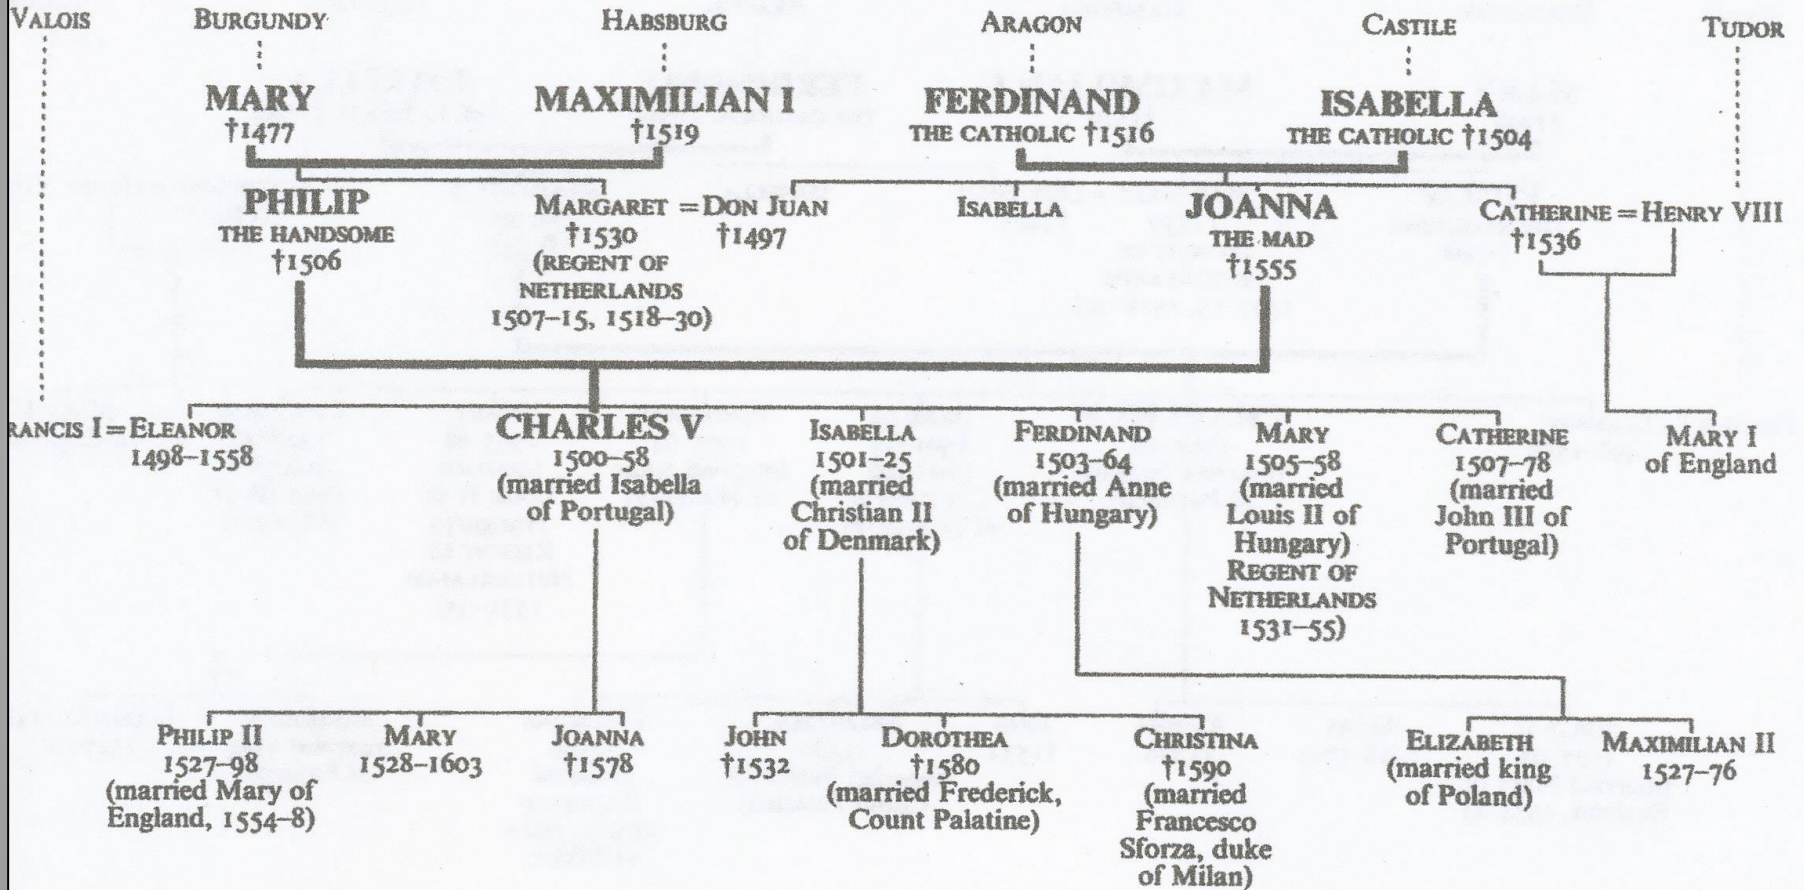 VALOIS
BURGUNDY
HABSBURG
ARAGON
CASTILE
TUDOR
MARY
†1477
MAXIMILIAN I
†1519
FERDINAND
THE CATHOLIC †1516
ISABELLA
THE CATHOLIC †1504
PHILIP
THE HANDSOME
†1506
MARGARET = DON JUAN
†1530
†1497
(REGENT OF
NETHERLANDS
1507–15, 1518–30)
ISABELLA
JOANNA
THE MAD
†1555
CATHERINE = HENRY VIII
†1536
RANCIS I = ELEANOR
1498–1558
CHARLES V
1500–58
(married Isabella
of Portugal)
ISABELLA
1501–25
(married
Christian II
of Denmark)
FERDINAND
1503–64
(married Anne
of Hungary)
MARY
1505–58
(married
Louis II of
Hungary)
REGENT OF
NETHERLANDS
1531–55)
CATHERINE
1507–78
(married
John III of
Portugal)
MARY I
of England
PHILIP II
1527–98
(married Mary of
England, 1554–8)
MARY
1528–1603
JOANNA
†1578
JOHN
†1532
DOROTHEA
†1580
(married Frederick,
Count Palatine)
CHRISTINA
†1590
(married
Francesco
Sforza, duke
of Milan)
ELIZABETH
(married king
of Poland)
MAXIMILIAN II
1527–76